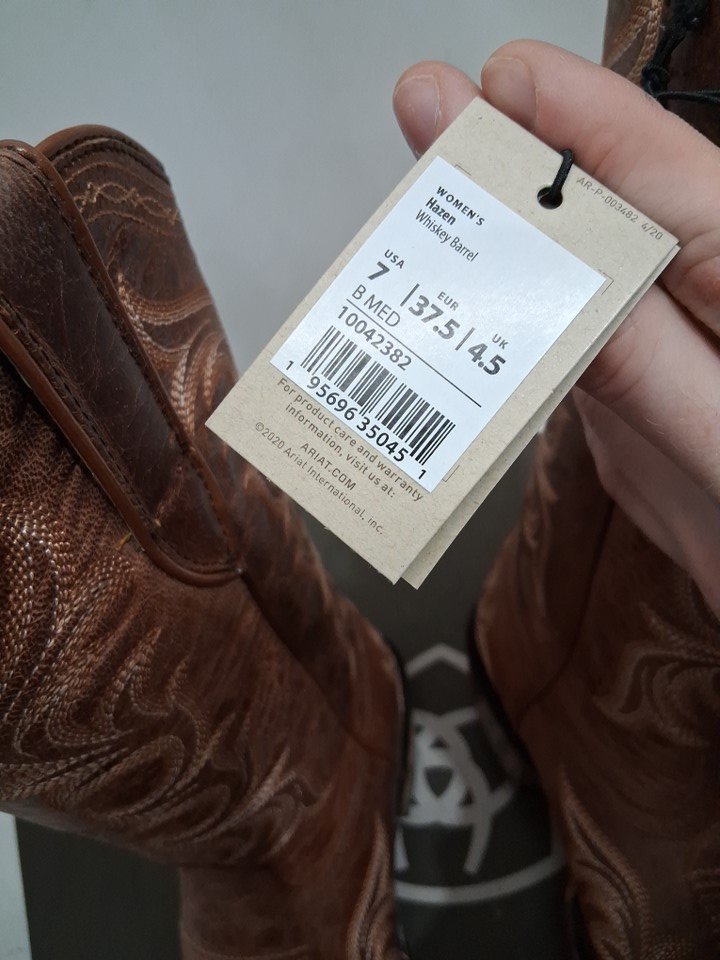 AR-P-003482 4/20
WOMEN'S
Hazen
Whiskey Barrel
USA EUR UK
7 | 37.5 | 4.5
B MED
10042382
1 95696 35045 1
For product care and warranty
information, visit us at:
ARIAT.COM
©2020 Ariat International, Inc.